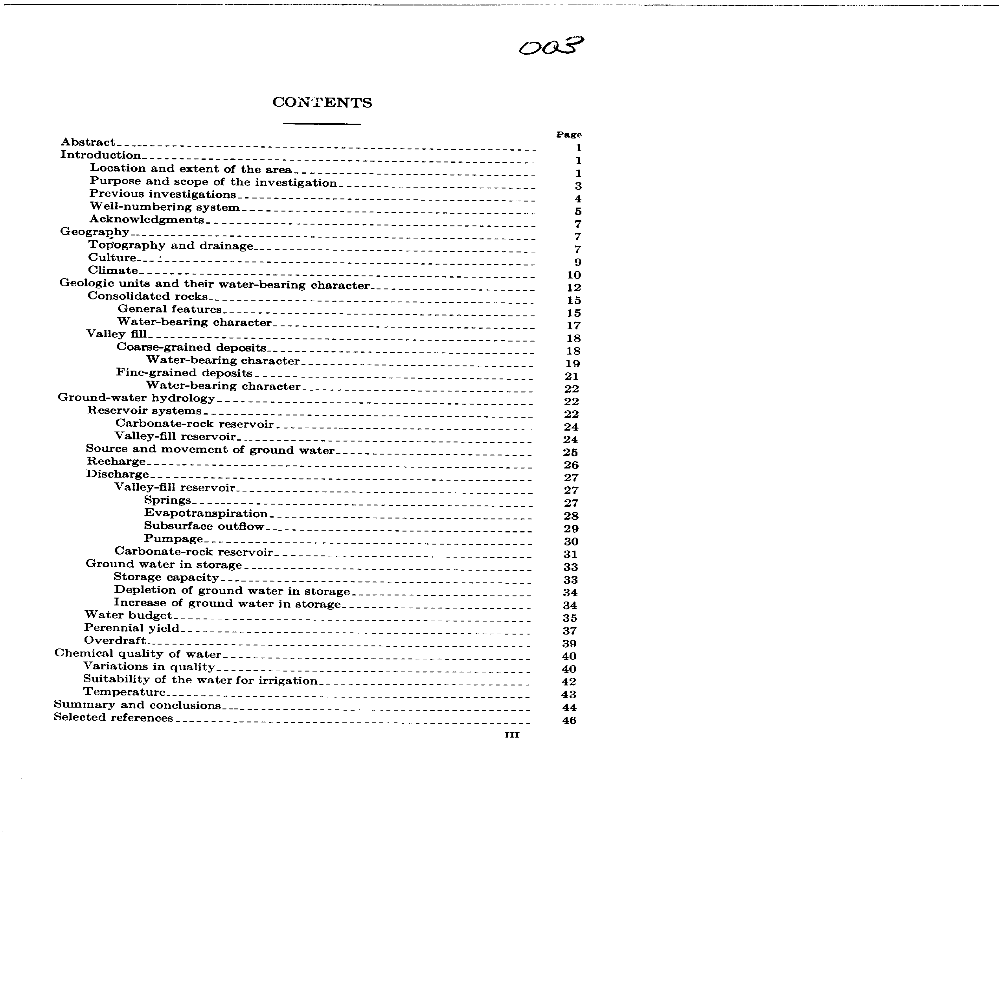 003
CONTENTS
Page
Abstract 1
Introduction 1
Location and extent of the area 1
Purpose and scope of the investigation 3
Previous investigations 4
Well-numbering system 5
Acknowledgments 7
Geography 7
Topography and drainage 7
Culture 9
Climate 10
Geologic units and their water-bearing character 12
Consolidated rocks 15
General features 15
Water-bearing character 17
Valley fill 18
Coarse-grained deposits 18
Water-bearing character 19
Fine-grained deposits 21
Water-bearing character 22
Ground-water hydrology 22
Reservoir systems 22
Carbonate-rock reservoir 24
Valley-fill reservoir 24
Source and movement of ground water 25
Recharge 26
Discharge 27
Valley-fill reservoir 27
Springs 27
Evapotranspiration 28
Subsurface outflow 29
Pumpage 30
Carbonate-rock reservoir 31
Ground water in storage 33
Storage capacity 33
Depletion of ground water in storage 34
Increase of ground water in storage 34
Water budget 35
Perennial yield 37
Overdraft 39
Chemical quality of water 40
Variations in quality 40
Suitability of the water for irrigation 42
Temperature 43
Summary and conclusions 44
Selected references 46
III